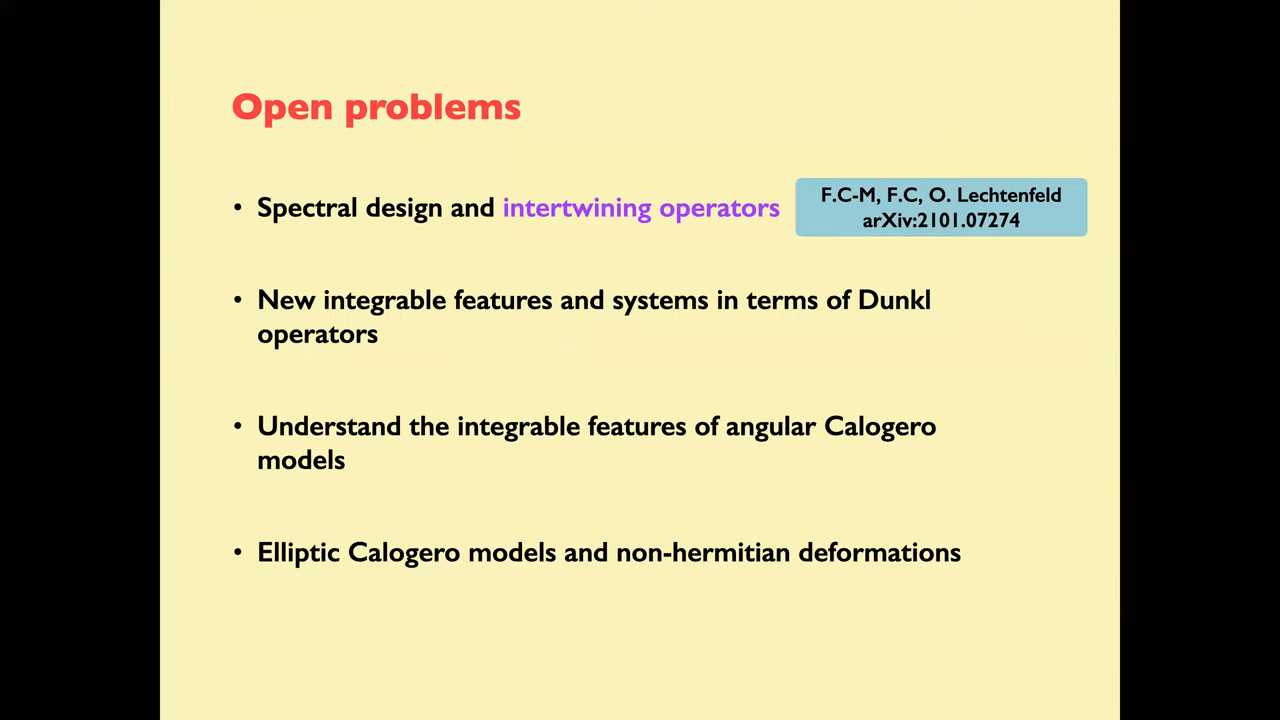 Open problems
• Spectral design and intertwining operators
F.C-M, F.C, O. Lechtenfeld
arXiv:2101.07274
• New integrable features and systems in terms of Dunkl
operators
• Understand the integrable features of angular Calogero
models
• Elliptic Calogero models and non-hermitian deformations